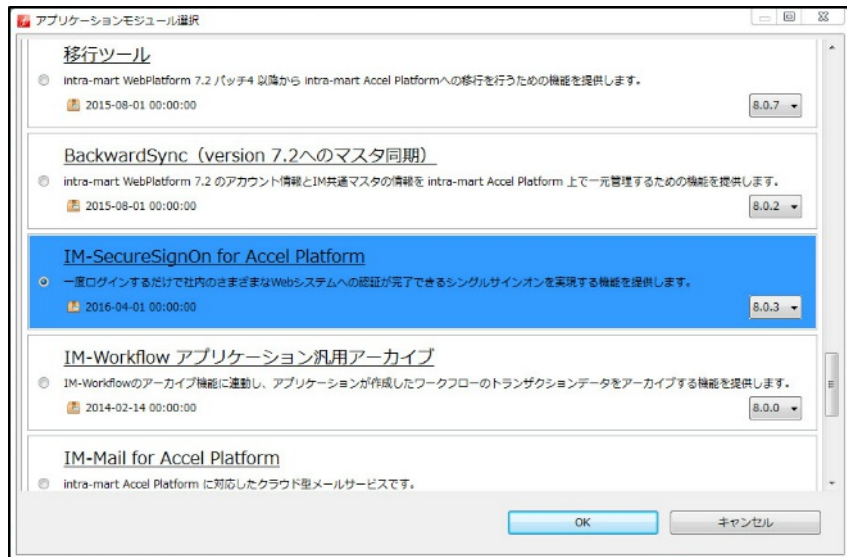 アプリケーションモジュール選択
移行ツール
intra-mart WebPlatform 7.2 パッチ4 以降から intra-mart Accel Platformへの移行を行うための機能を提供します。
2015-08-01 00:00:00
8.0.7
BackwardSync（version 7.2へのマスタ同期）
intra-mart WebPlatform 7.2 のアカウント情報とIM共通マスタの情報を intra-mart Accel Platform 上で一元管理するための機能を提供します。
2015-08-01 00:00:00
8.0.2
IM-SecureSignOn for Accel Platform
一度ログインするだけで社内のさまざまなWebシステムへの認証が完了できるシングルサインオンを実現する機能を提供します。
2016-04-01 00:00:00
8.0.3
IM-Workflow アプリケーション汎用アーカイブ
IM-Workflowのアーカイブ機能に連動し、アプリケーションが作成したワークフローのトランザクションデータをアーカイブする機能を提供します。
2014-02-14 00:00:00
8.0.0
IM-Mail for Accel Platform
intra-mart Accel Platform に対応したクラウド型メールサービスです。
OK
キャンセル